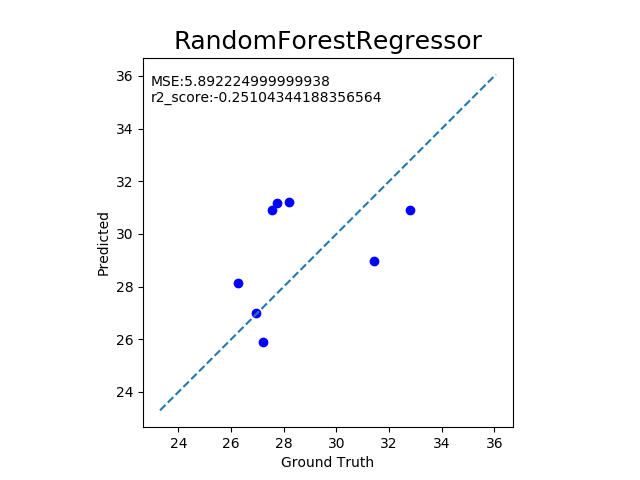 RandomForestRegressor
MSE:5.892224999999938
r2_score:-0.25104344188356564
36
34
32
30
28
26
24
Predicted
24 26 28 30 32 34 36
Ground Truth